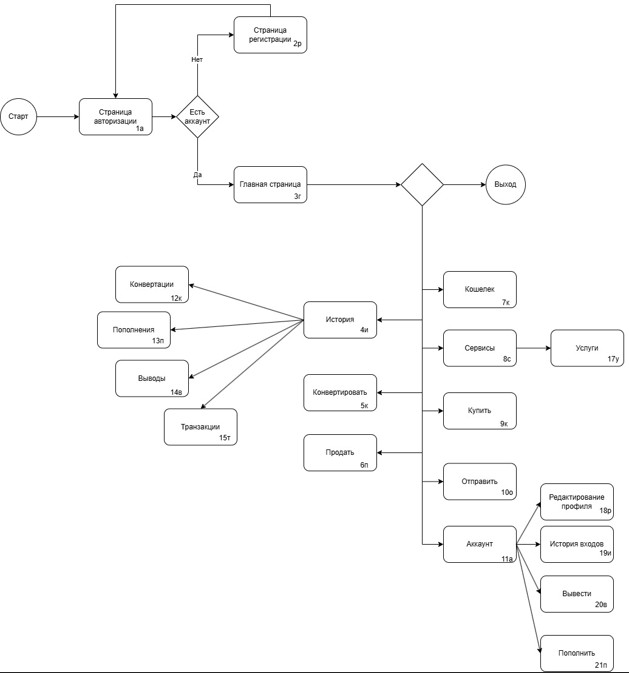 Страница
регистрации
2р
Нет
Старт
Страница
авторизации
1а
Есть
аккаунт
Да
Главная страница
3г
Выход
Конвертации
12к
Кошелек
7к
Пополнения
13п
История
4и
Сервисы
8с
Услуги
17у
Выводы
14в
Конвертировать
5к
Купить
9к
Транзакции
15т
Продать
6п
Отправить
10о
Редактирование
профиля
18р
Аккаунт
11а
История входов
19и
Вывести
20в
Пополнить
21п